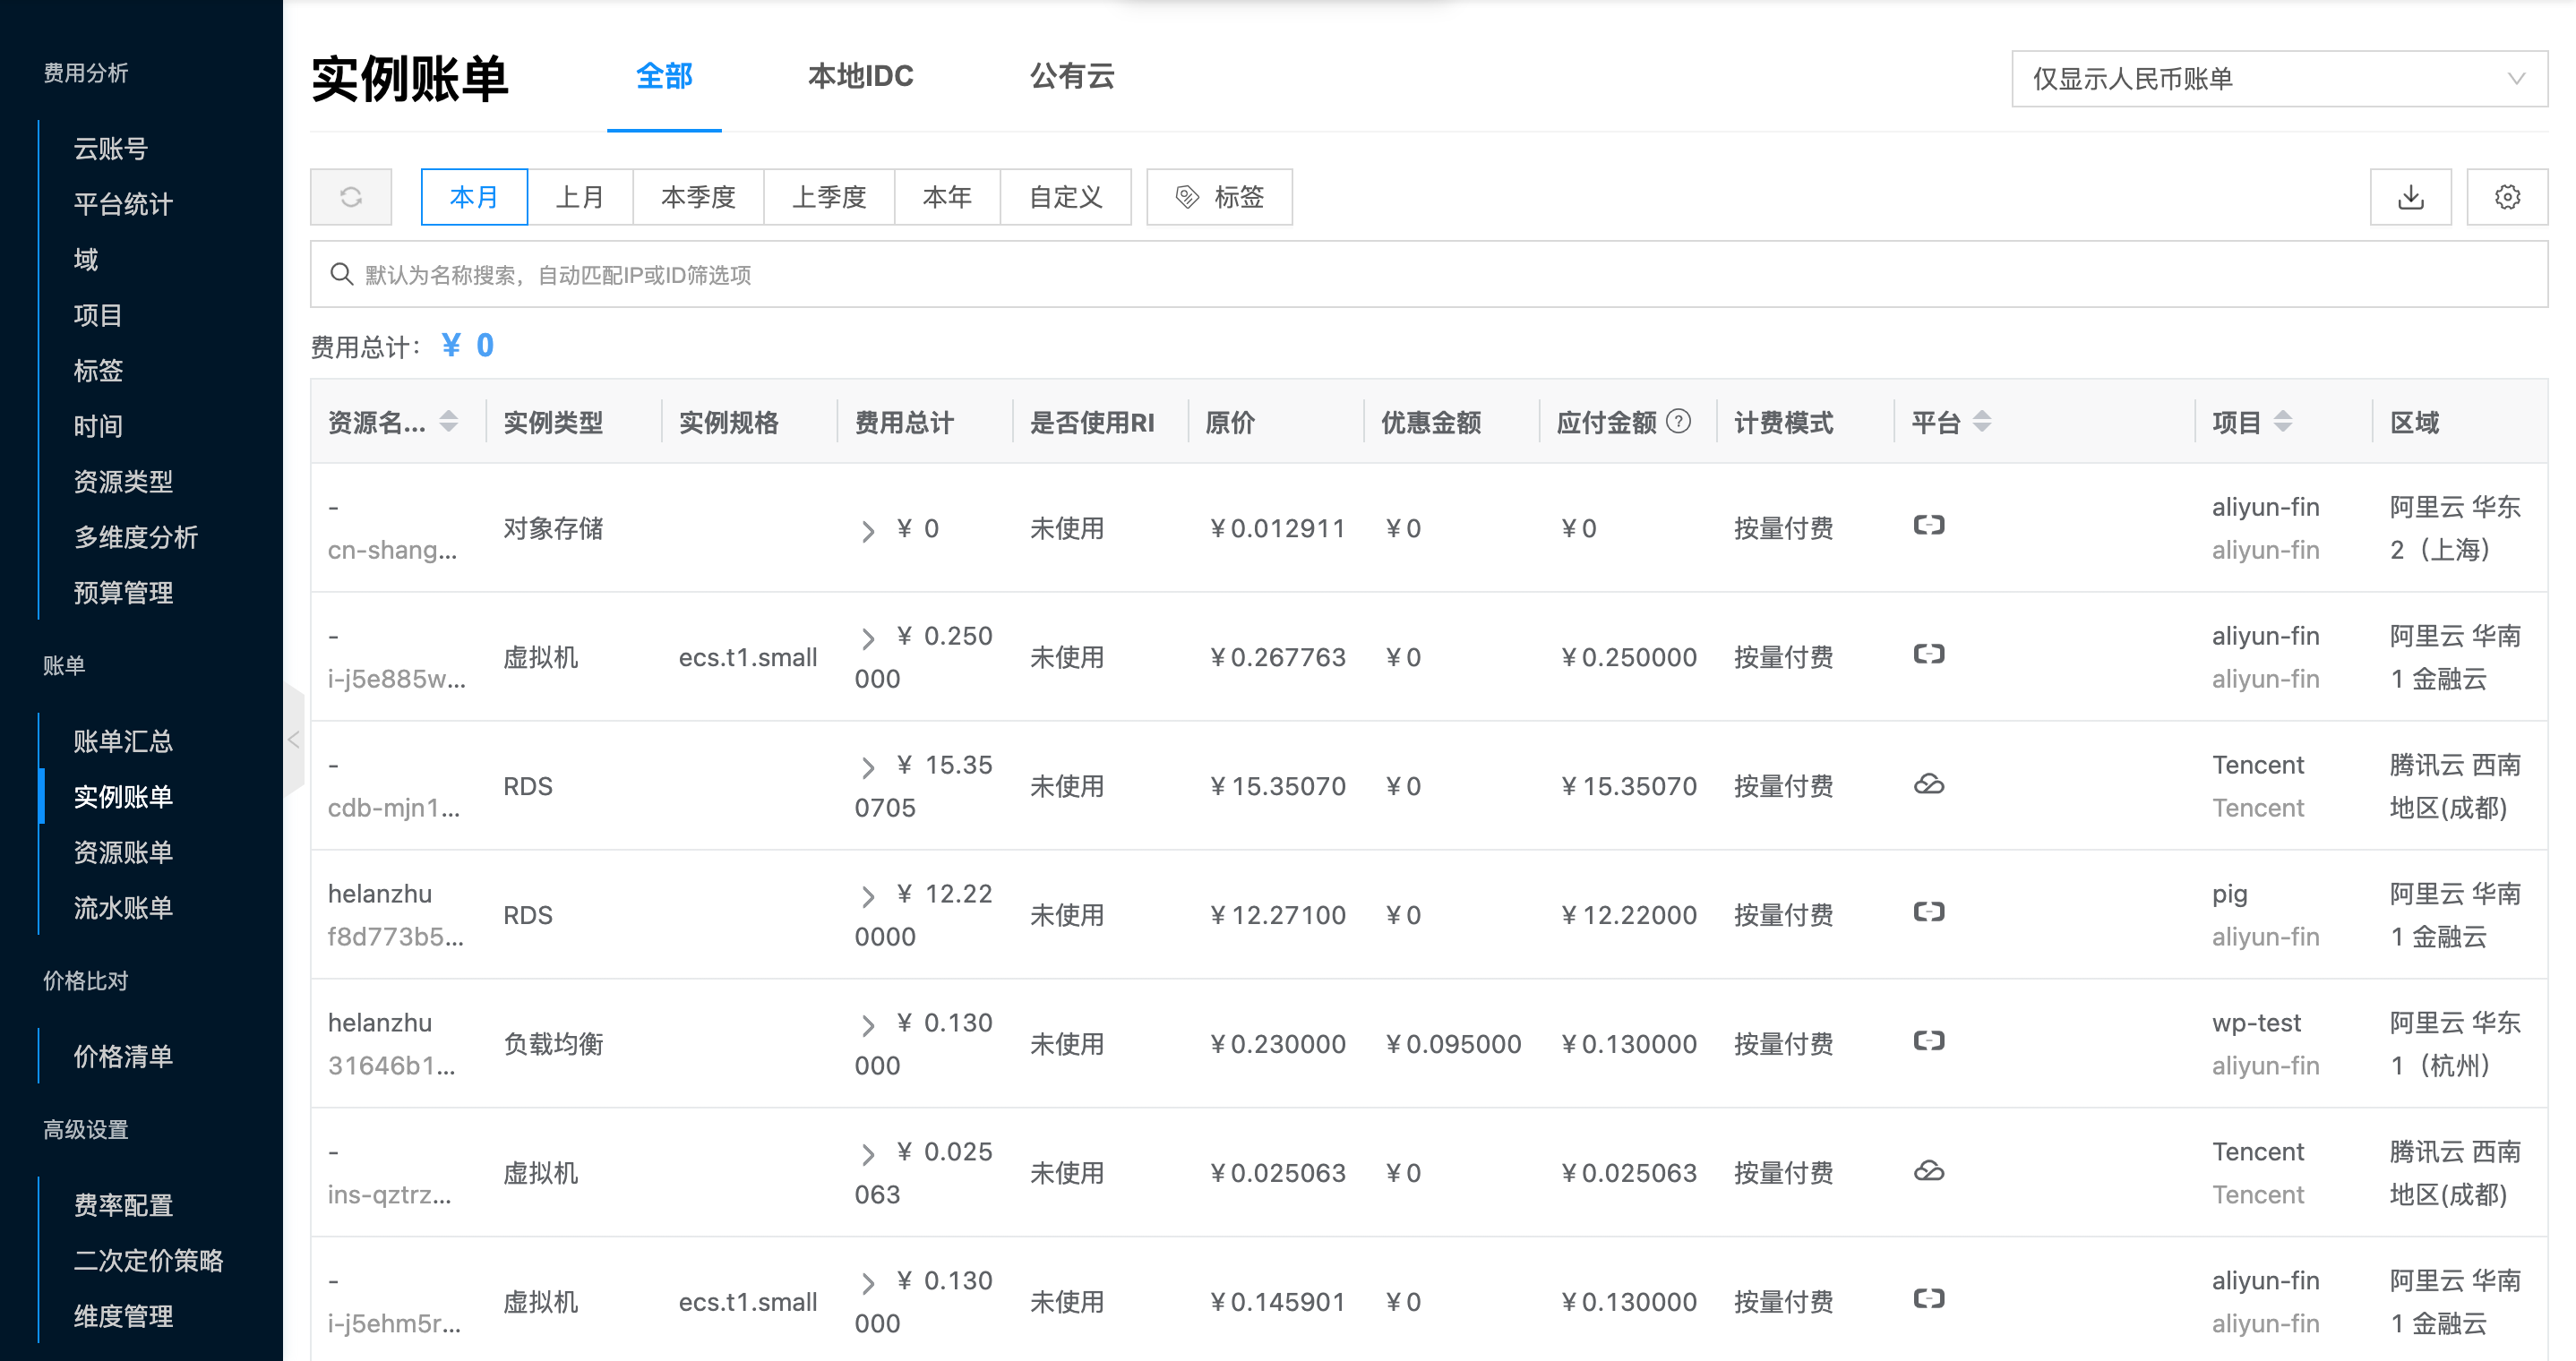 费用分析
云账号
平台统计
域
项目
标签
时间
资源类型
多维度分析
预算管理
账单
账单汇总
实例账单
资源账单
流水账单
价格比对
价格清单
高级设置
费率配置
二次定价策略
维度管理
实例账单 全部 本地IDC 公有云 仅显示人民币账单
本月 上月 本季度 上季度 本年 自定义 标签
默认为名称搜索，自动匹配IP或ID筛选项
费用总计： ¥ 0
资源名... 实例类型 实例规格 费用总计 是否使用RI 原价 优惠金额 应付金额 计费模式 平台 项目 区域
- aliyun-fin 阿里云 华东
对象存储 ¥ 0 未使用 ¥0.012911 ¥0 ¥0 按量付费
cn-shang... aliyun-fin 2（上海）
- ¥ 0.250 aliyun-fin 阿里云 华南
虚拟机 ecs.t1.small 未使用 ¥0.267763 ¥0 ¥0.250000 按量付费
i-j5e885w... 000 aliyun-fin 1 金融云
- ¥ 15.35 Tencent 腾讯云 西南
RDS 未使用 ¥15.35070 ¥0 ¥15.35070 按量付费
cdb-mjn1... 0705 Tencent 地区(成都)
helanzhu ¥ 12.22 pig 阿里云 华南
RDS 未使用 ¥12.27100 ¥0 ¥12.22000 按量付费
f8d773b5... 0000 aliyun-fin 1 金融云
helanzhu ¥ 0.130 wp-test 阿里云 华东
负载均衡 未使用 ¥0.230000 ¥0.095000 ¥0.130000 按量付费
31646b1... 000 aliyun-fin 1（杭州）
- ¥ 0.025 Tencent 腾讯云 西南
虚拟机 未使用 ¥0.025063 ¥0 ¥0.025063 按量付费
ins-qztrz... 063 Tencent 地区(成都)
- ¥ 0.130 aliyun-fin 阿里云 华南
虚拟机 ecs.t1.small 未使用 ¥0.145901 ¥0 ¥0.130000 按量付费
i-j5ehm5r... 000 aliyun-fin 1 金融云